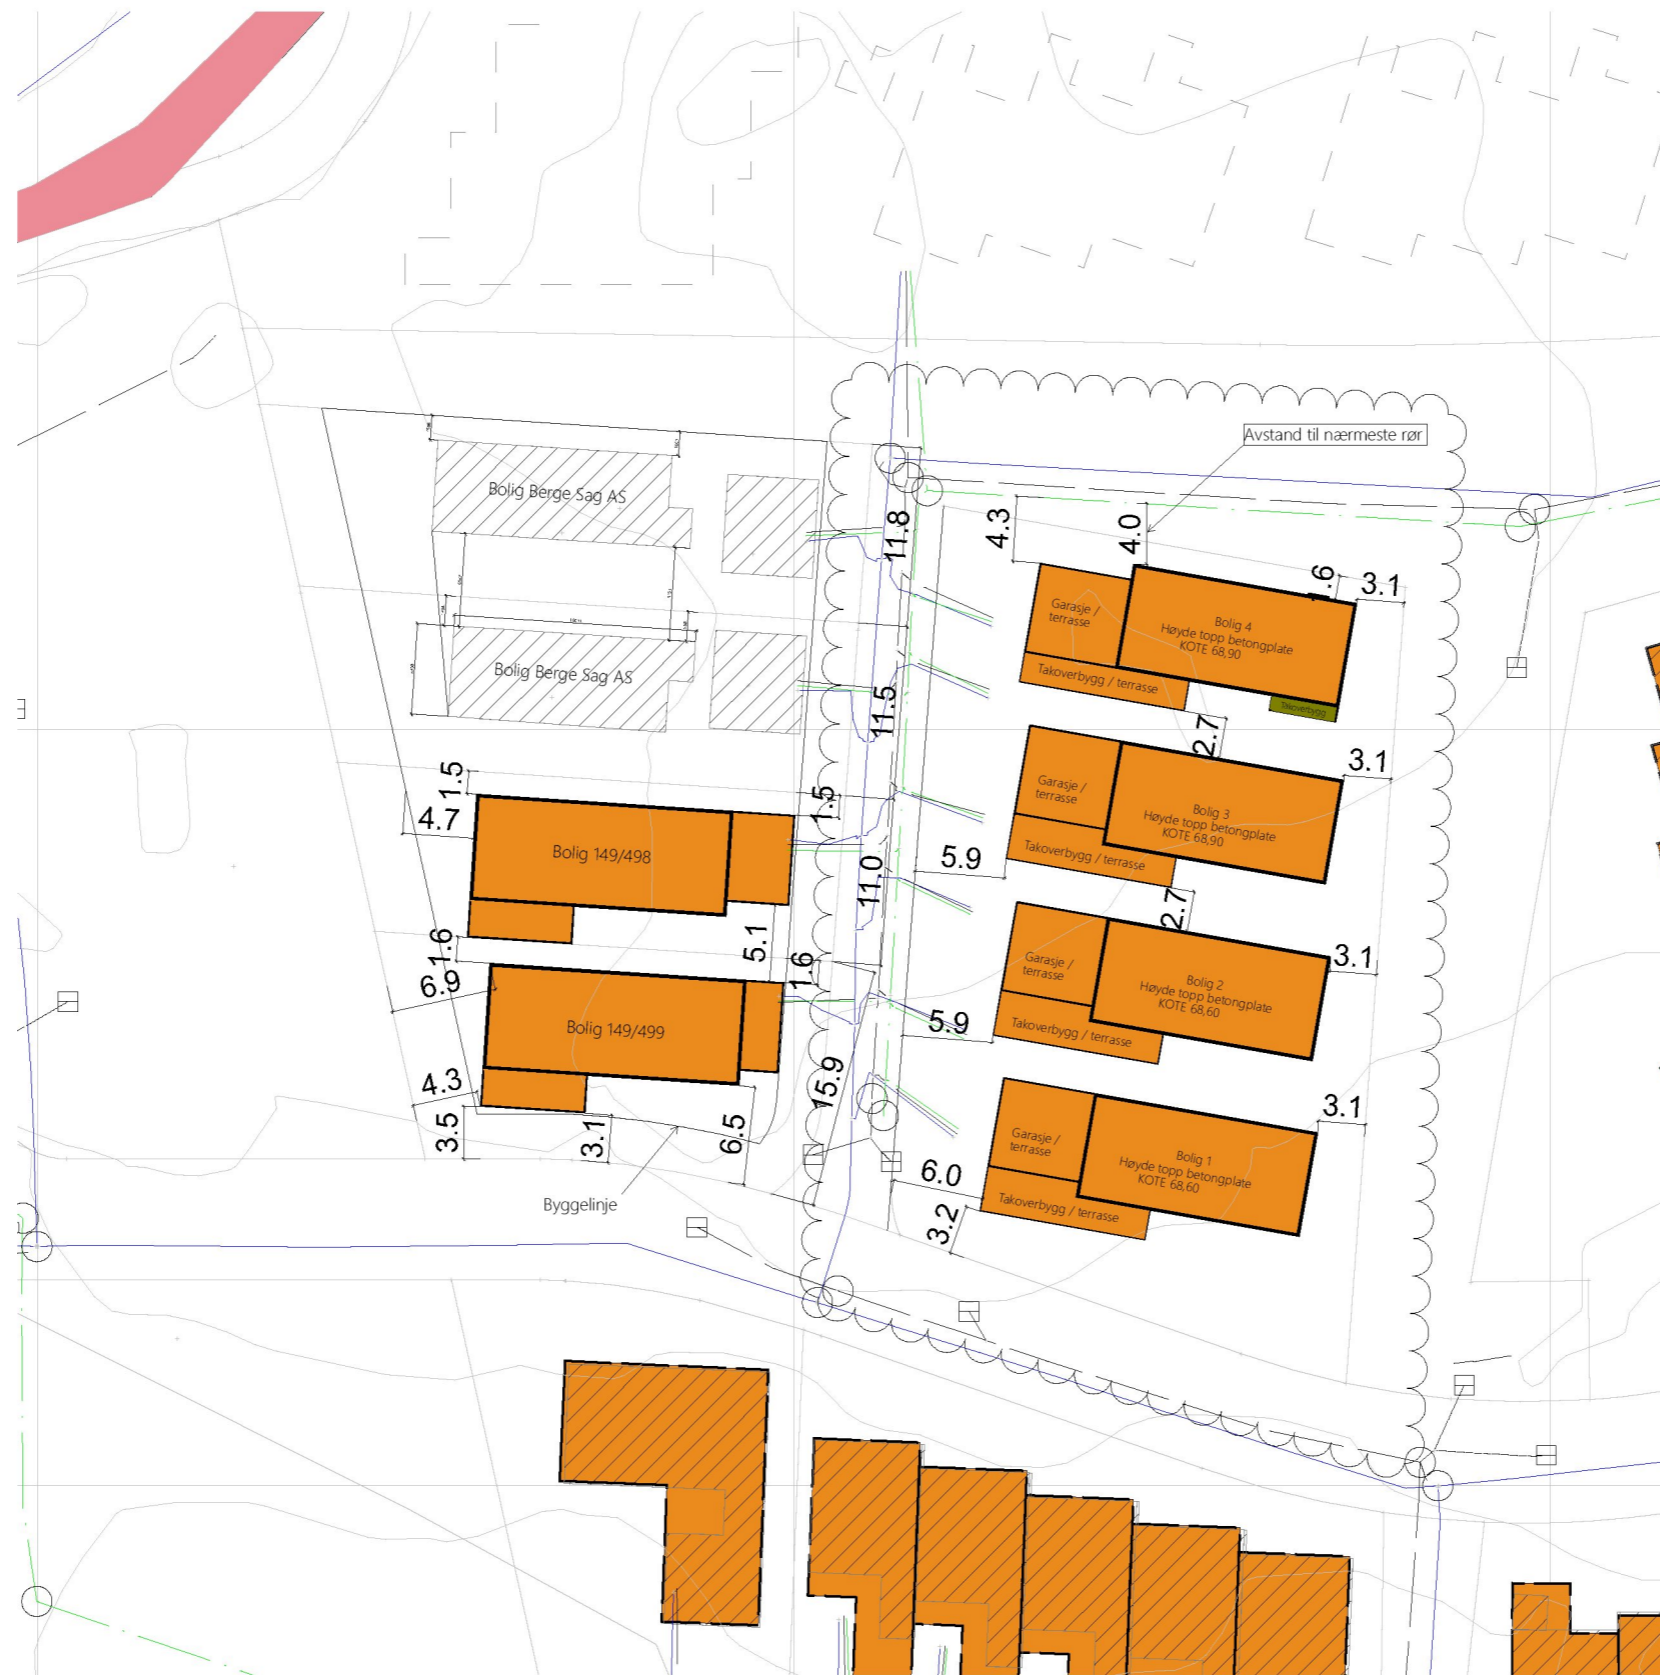 Avstand til nærmeste rør
Bolig Berge Sag AS
11.8
4.3
4.0
Garasje /
terrasse
Bolig 4
Høyde topp betongplate
KOTE 68,90
3.1
Takoverbygg / terrasse
Takoverbygg
Bolig Berge Sag AS
11.5
2.7
1.5
4.7
1.5
Garasje /
terrasse
Bolig 3
Høyde topp betongplate
KOTE 68,90
3.1
Takoverbygg / terrasse
Bolig 149/498
11.0
5.9
2.7
1.6
5.1
1.6
6.9
Garasje /
terrasse
Bolig 2
Høyde topp betongplate
KOTE 68,60
3.1
Takoverbygg / terrasse
Bolig 149/499
5.9
15.9
4.3
3.5
3.1
6.5
Garasje /
terrasse
Bolig 1
Høyde topp betongplate
KOTE 68,60
3.1
Takoverbygg / terrasse
6.0
3.2
Byggelinje